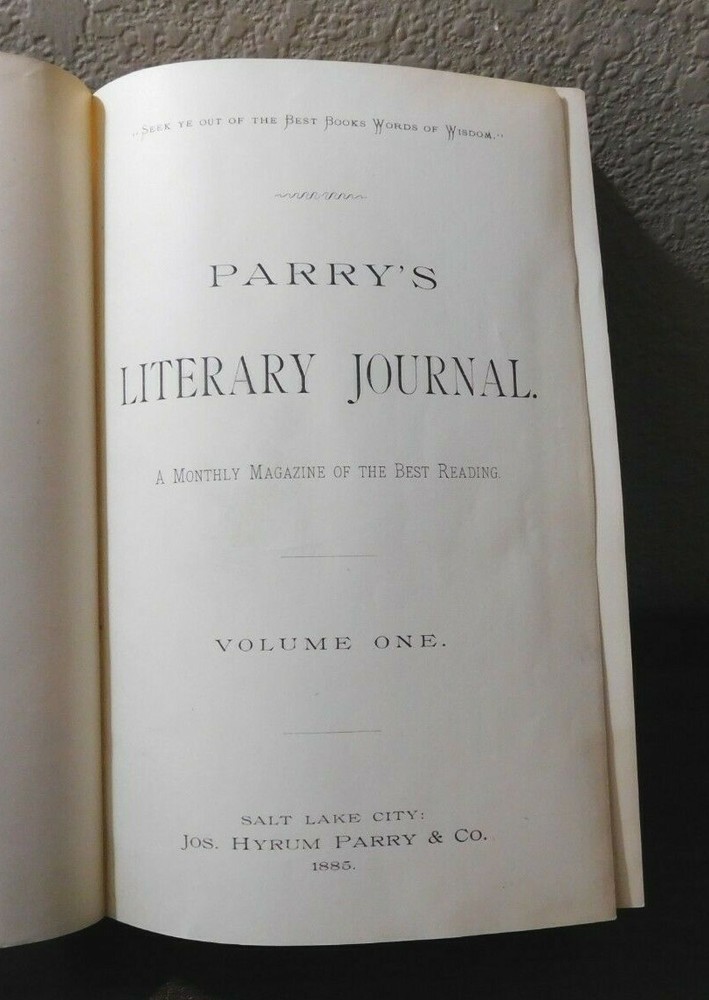 "Seek ye out of the Best Books Words of Wisdom."
PARRY'S
LITERARY JOURNAL.
A Monthly Magazine of the Best Reading.
VOLUME ONE.
SALT LAKE CITY:
Jos. Hyrum Parry & Co.
1885.